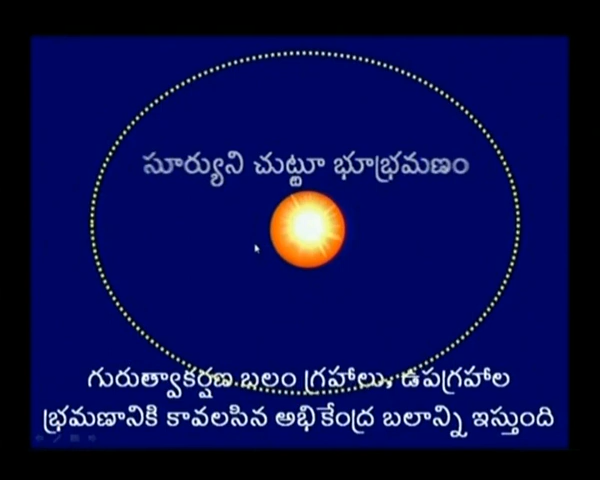 సూర్యుని చుట్టూ భూభ్రమణం
గురుత్వాకర్షణ బలం గ్రహాలు, ఉపగ్రహాల
భ్రమణానికి కావలసిన అభికేంద్ర బలాన్ని ఇస్తుంది